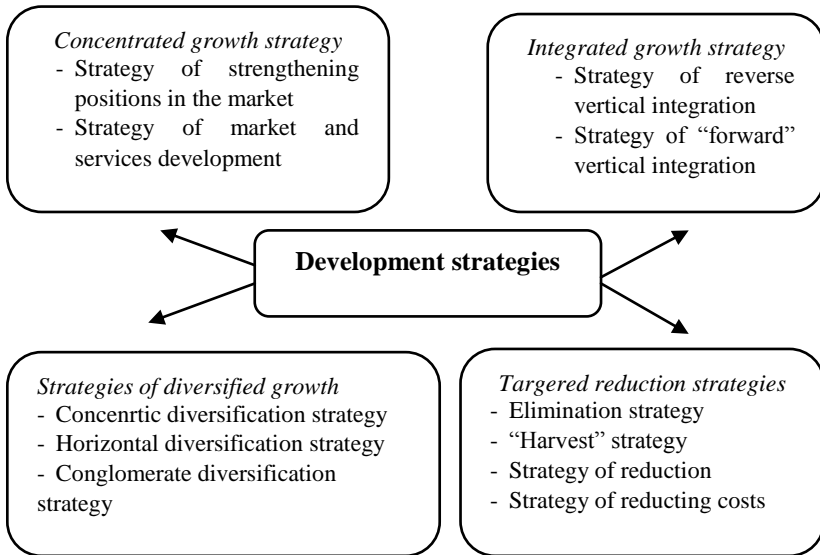 Concentrated growth strategy
- Strategy of strengthening
positions in the market
- Strategy of market and
services development
Integrated growth strategy
- Strategy of reverse
vertical integration
- Strategy of “forward”
vertical integration
Development strategies
Strategies of diversified growth
- Concenrtic diversification strategy
- Horizontal diversification strategy
- Conglomerate diversification
strategy
Targered reduction strategies
- Elimination strategy
- “Harvest” strategy
- Strategy of reduction
- Strategy of reducting costs